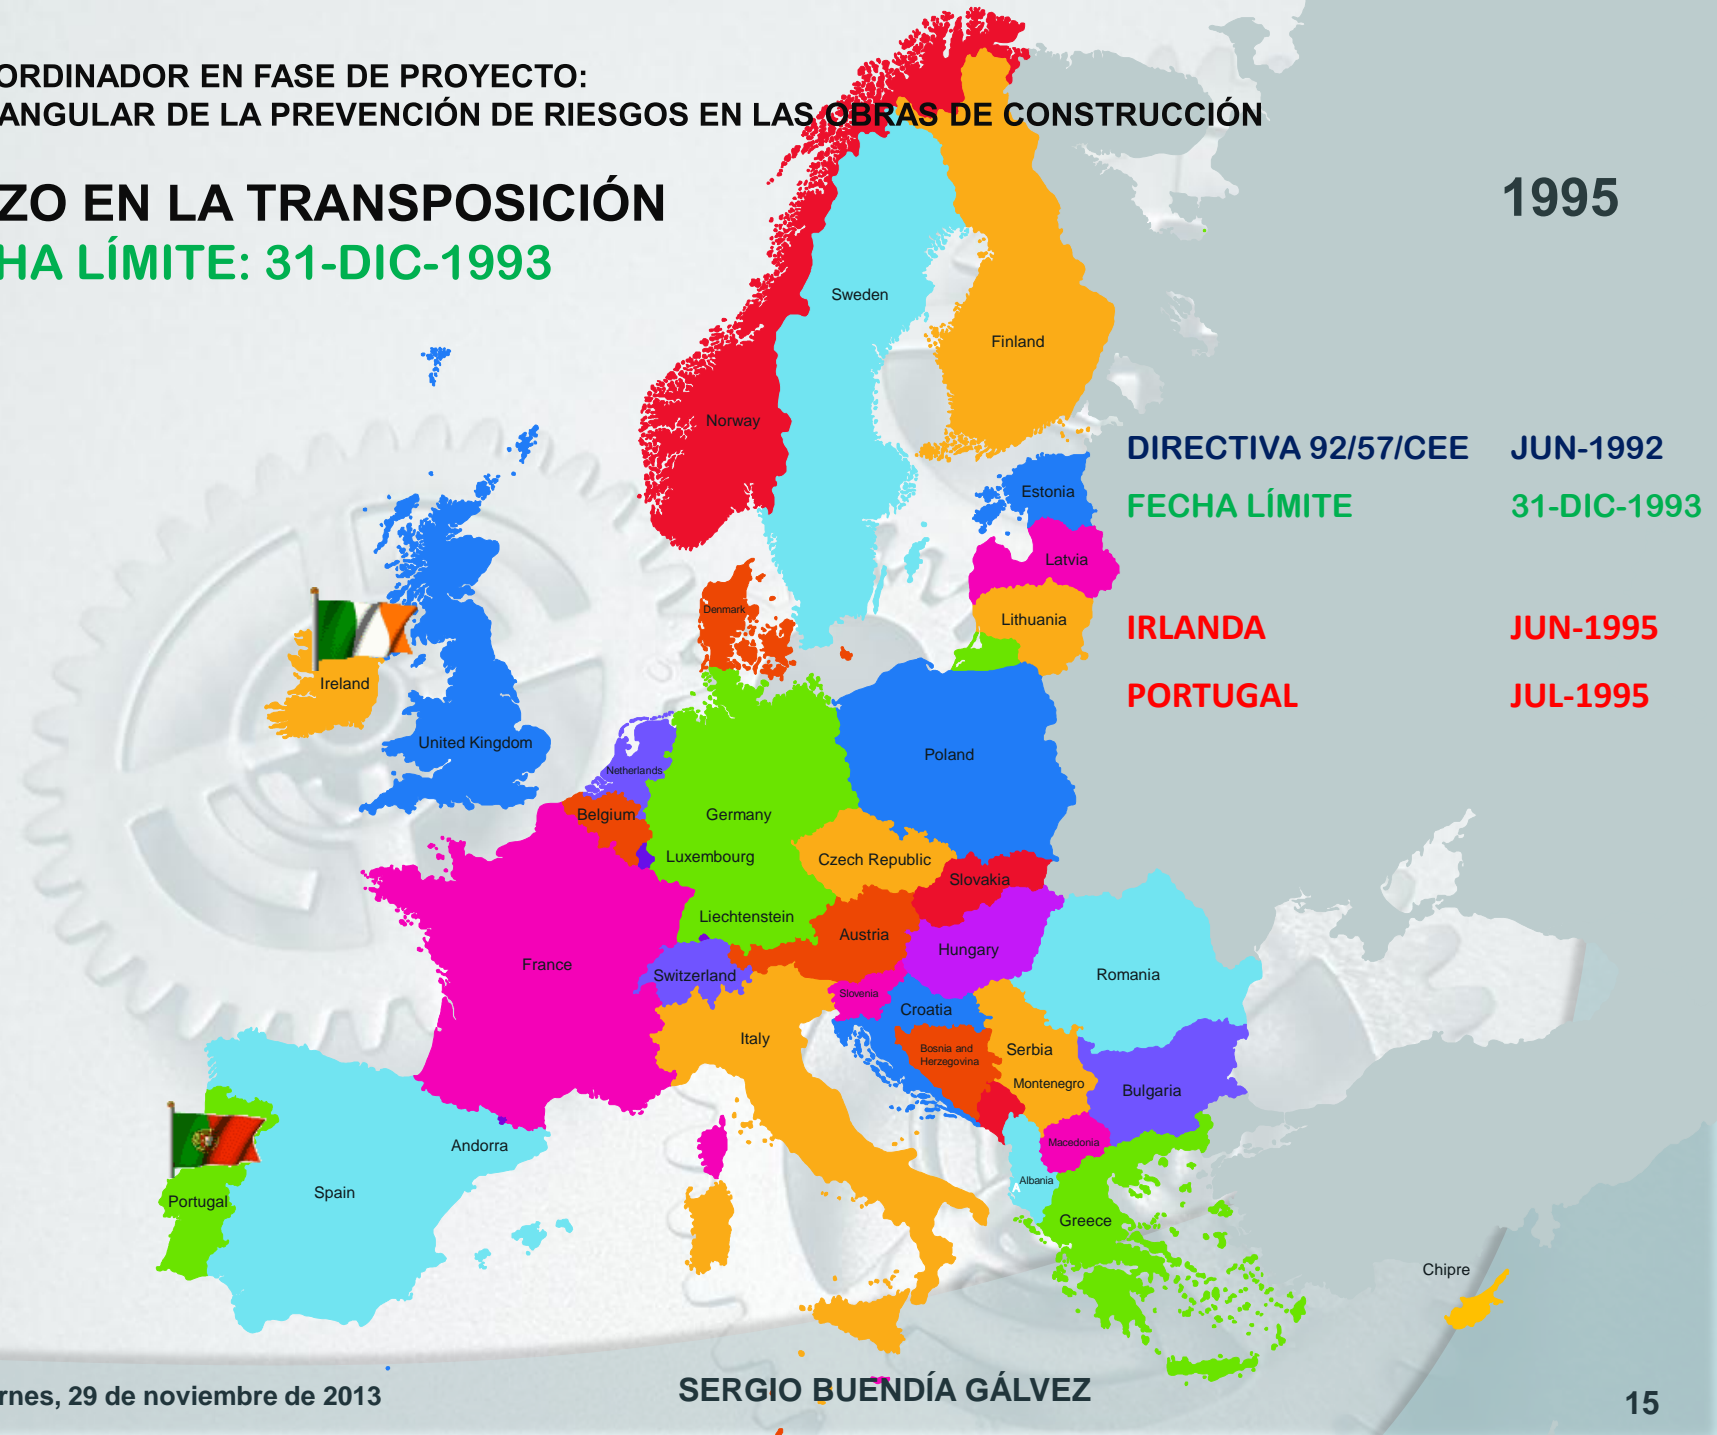 ORDINADOR EN FASE DE PROYECTO:
ANGULAR DE LA PREVENCIÓN DE RIESGOS EN LAS OBRAS DE CONSTRUCCIÓN
ZO EN LA TRANSPOSICIÓN
HA LÍMITE: 31-DIC-1993
1995
Sweden
Finland
Norway
DIRECTIVA 92/57/CEE JUN-1992
FECHA LÍMITE 31-DIC-1993
Estonia
Latvia
Denmark
Lithuania
IRLANDA JUN-1995
PORTUGAL JUL-1995
Ireland
United Kingdom
Poland
Netherlands
Belgium
Germany
Luxembourg
Czech Republic
Slovakia
Liechtenstein
Austria
Hungary
France
Switzerland
Romania
Slovenia
Croatia
Italy
Bosnia and
Herzegovina
Serbia
Montenegro
Bulgaria
Andorra
Macedonia
Albania
Spain
Portugal
Greece
Chipre
rnes, 29 de noviembre de 2013
SERGIO BUENDÍA GÁLVEZ
15